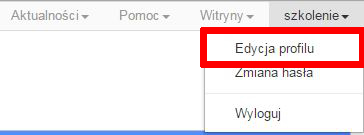 Aktualności Pomoc Witryny szkolenie
Edycja profilu
Zmiana hasła
Wyloguj